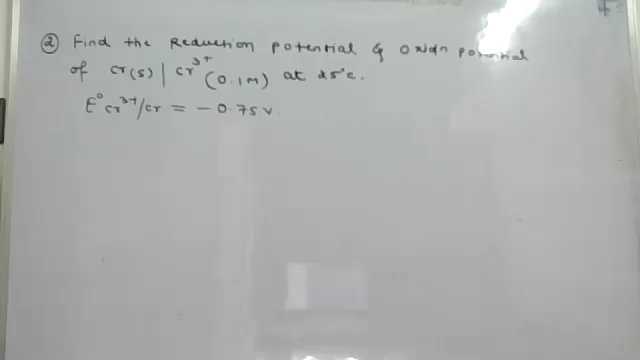 ② Find the Reduction potential & oxidn potential
of Cr(s) | Cr³⁺ (0.1M) at 25°c.
E° Cr³⁺/Cr = - 0.75 V.